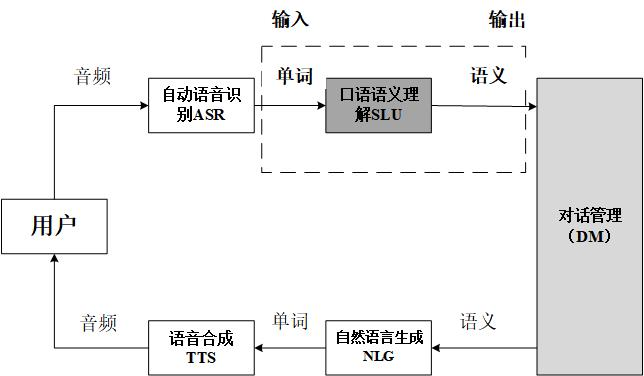 输入
输出
音频
自动语音识
别ASR
单词
口语语义理
解SLU
语义
用户
对话管理
（DM）
音频
语音合成
TTS
单词
自然语言生成
NLG
语义